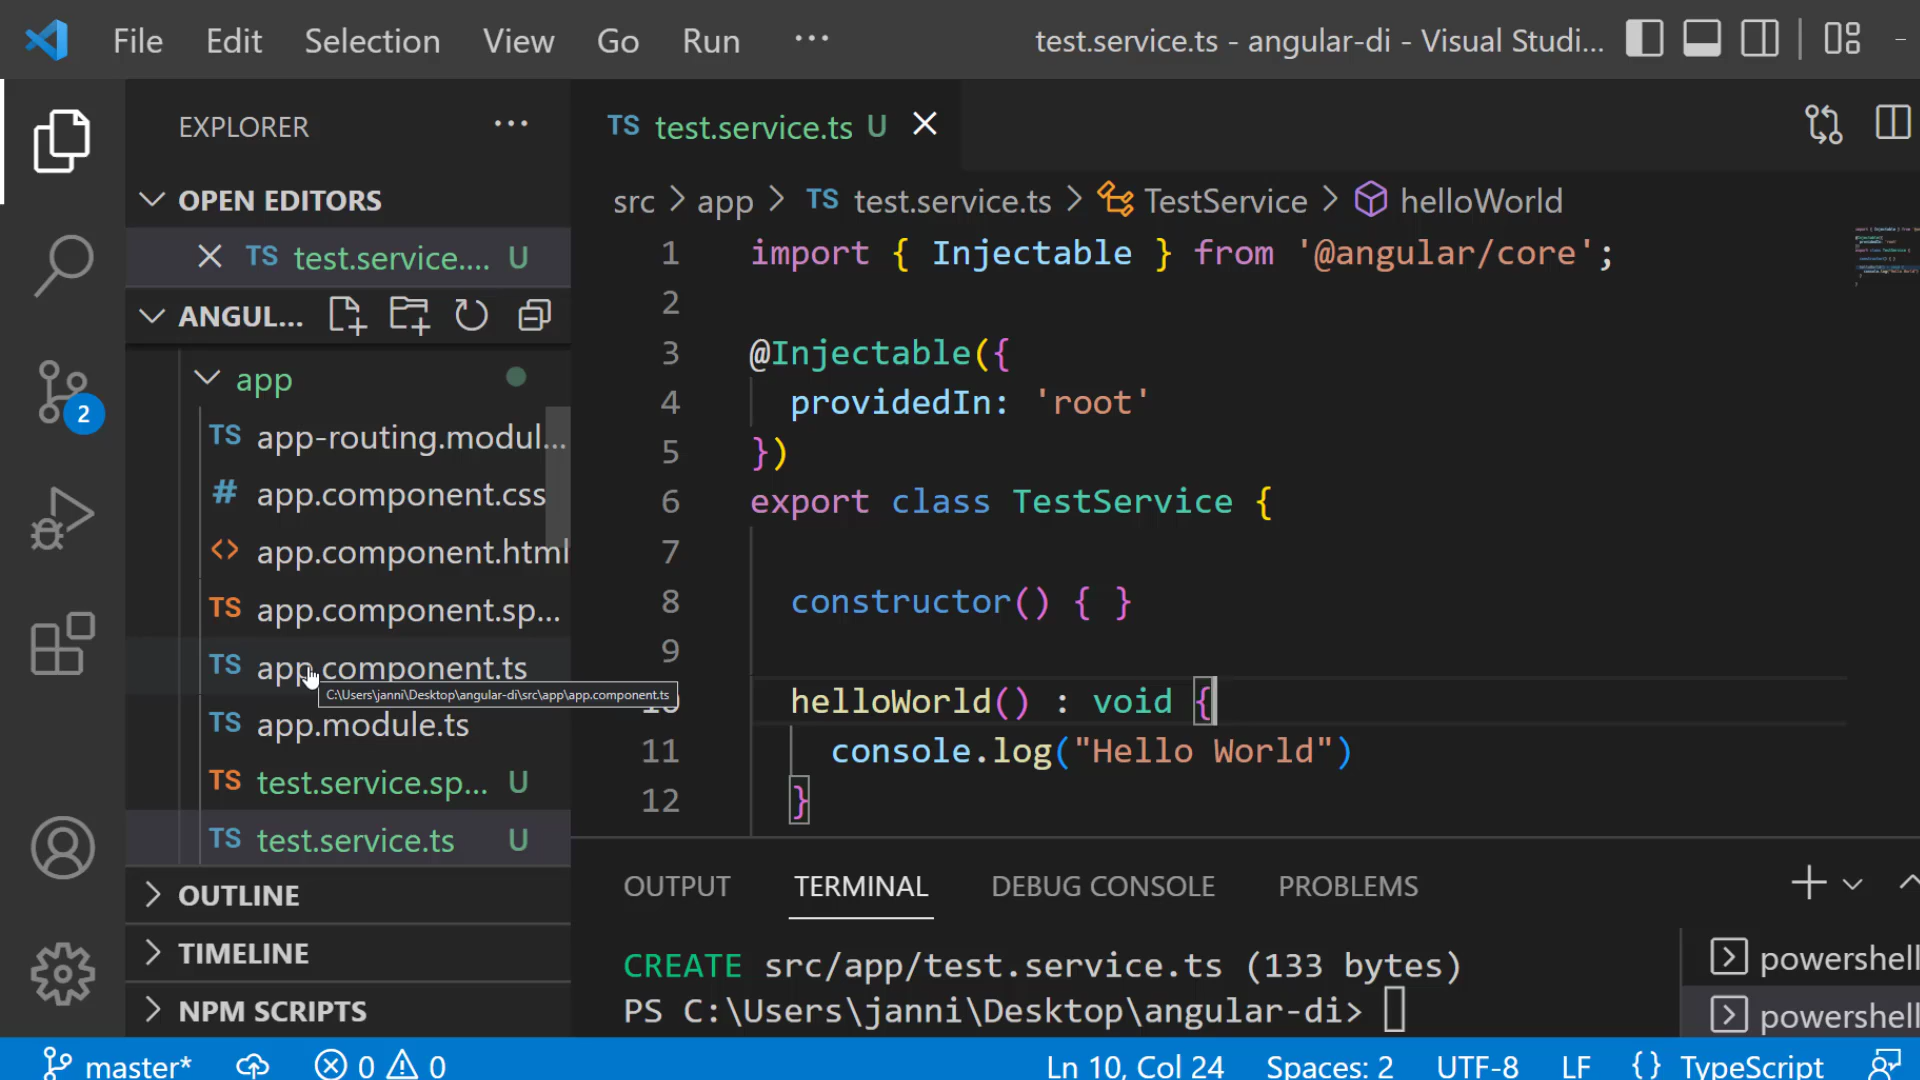 File Edit Selection View Go Run ... test.service.ts - angular-di - Visual Studi...
EXPLORER ...
OPEN EDITORS
TS test.service.... U
ANGUL...
app
TS app-routing.modul...
# app.component.css
<> app.component.html
TS app.component.sp...
TS app.component.ts
C:\Users\janni\Desktop\angular-di\src\app\app.component.ts
TS app.module.ts
TS test.service.sp... U
TS test.service.ts U
OUTLINE
TIMELINE
NPM SCRIPTS
2
TS test.service.ts U
src > app > TS test.service.ts > TestService > helloWorld
1 import { Injectable } from '@angular/core';
2
3 @Injectable({
4 providedIn: 'root'
5 })
6 export class TestService {
7
8 constructor() { }
9
10 helloWorld() : void {
11 console.log("Hello World")
12 }
OUTPUT TERMINAL DEBUG CONSOLE PROBLEMS
CREATE src/app/test.service.ts (133 bytes)
PS C:\Users\janni\Desktop\angular-di>
powershell
powershell
master* 0 0 Ln 10, Col 24 Spaces: 2 UTF-8 LF {} TypeScript